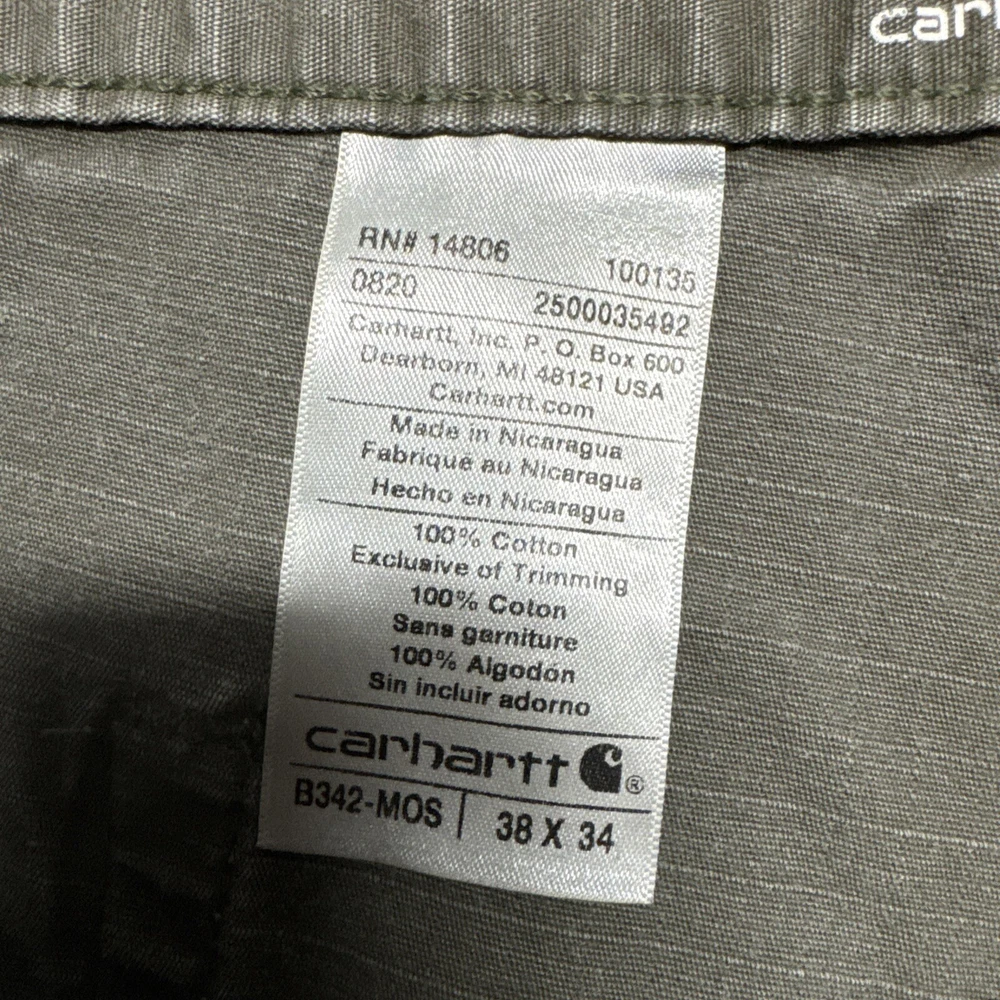 car
RN# 14806 100135
0820 2500035492
Carhartt, Inc. P. O. Box 600
Dearborn, MI 48121 USA
Carhartt.com
Made in Nicaragua
Fabriqué au Nicaragua
Hecho en Nicaragua
100% Cotton
Exclusive of Trimming
100% Coton
Sans garniture
100% Algodon
Sin incluir adorno
carhartt ®
B342-MOS | 38 X 34